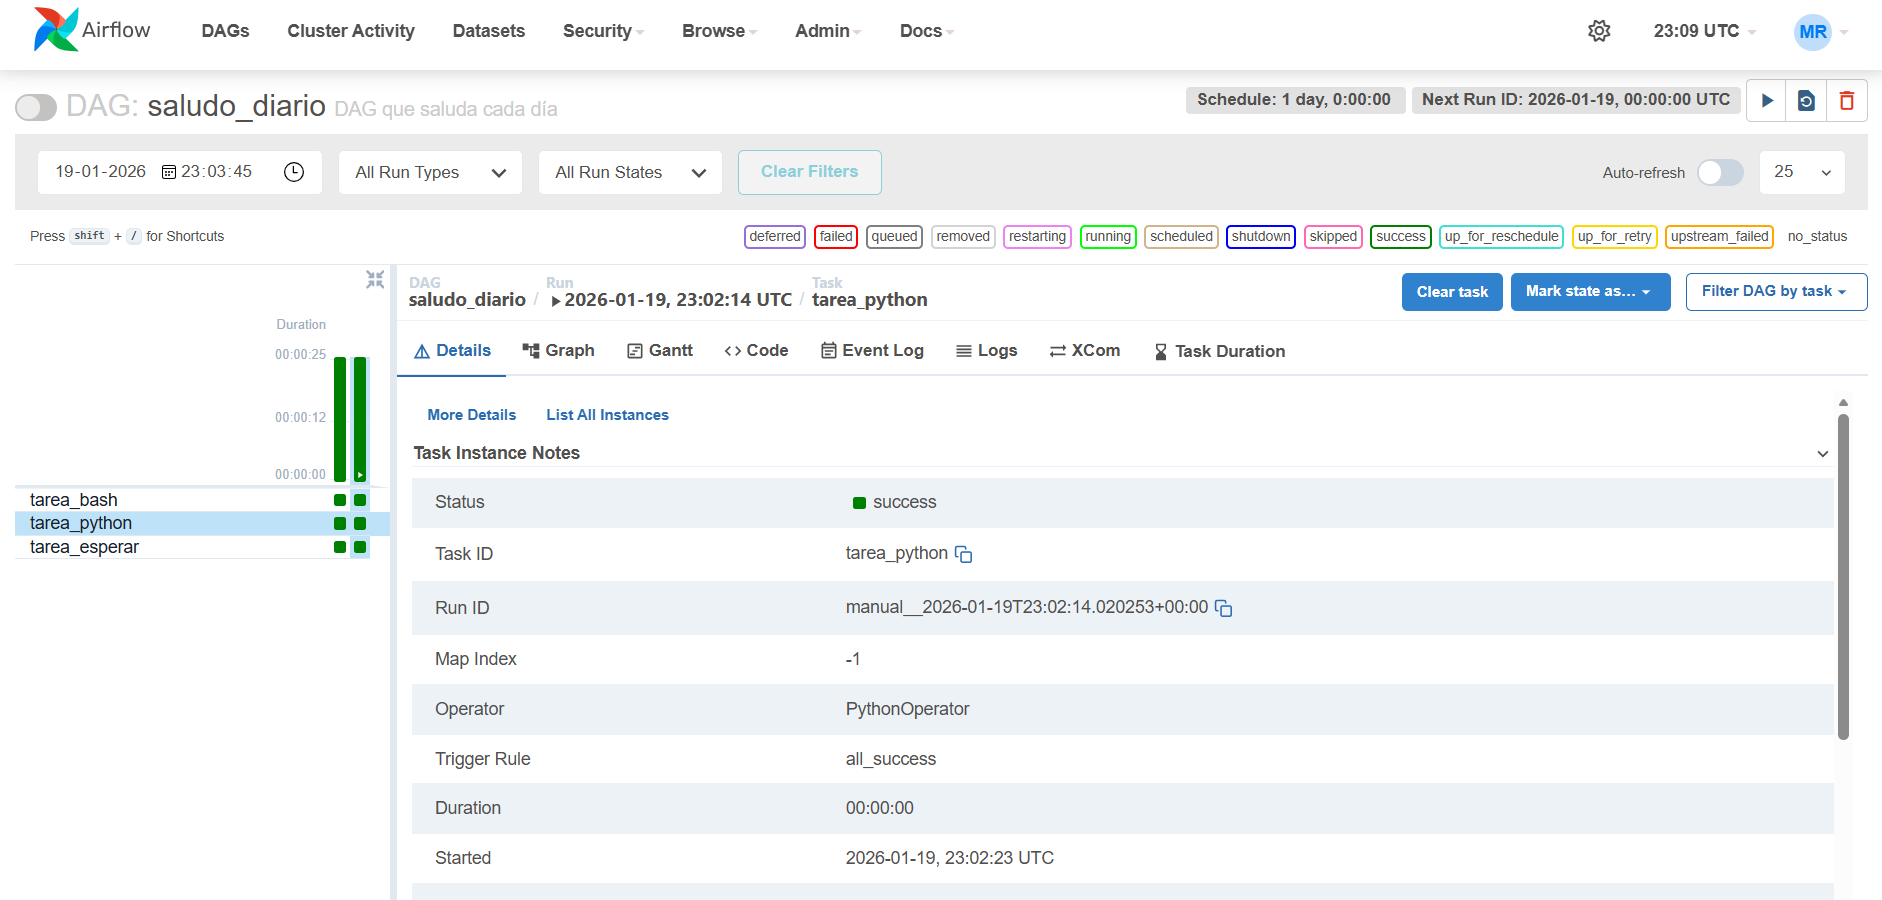 Airflow DAGs Cluster Activity Datasets Security Browse Admin Docs 23:09 UTC MR
DAG: saludo_diario DAG que saluda cada día Schedule: 1 day, 0:00:00 Next Run ID: 2026-01-19, 00:00:00 UTC
19-01-2026 23:03:45 All Run Types All Run States Clear Filters Auto-refresh 25
Press shift + / for Shortcuts deferred failed queued removed restarting running scheduled shutdown skipped success up_for_reschedule up_for_retry upstream_failed no_status
DAG Run Task
saludo_diario / 2026-01-19, 23:02:14 UTC / tarea_python Clear task Mark state as... Filter DAG by task
Duration
00:00:25
00:00:12
00:00:00
tarea_bash
tarea_python
tarea_esperar
Details Graph Gantt Code Event Log Logs XCom Task Duration
More Details List All Instances
Task Instance Notes
Status success
Task ID tarea_python
Run ID manual__2026-01-19T23:02:14.020253+00:00
Map Index -1
Operator PythonOperator
Trigger Rule all_success
Duration 00:00:00
Started 2026-01-19, 23:02:23 UTC